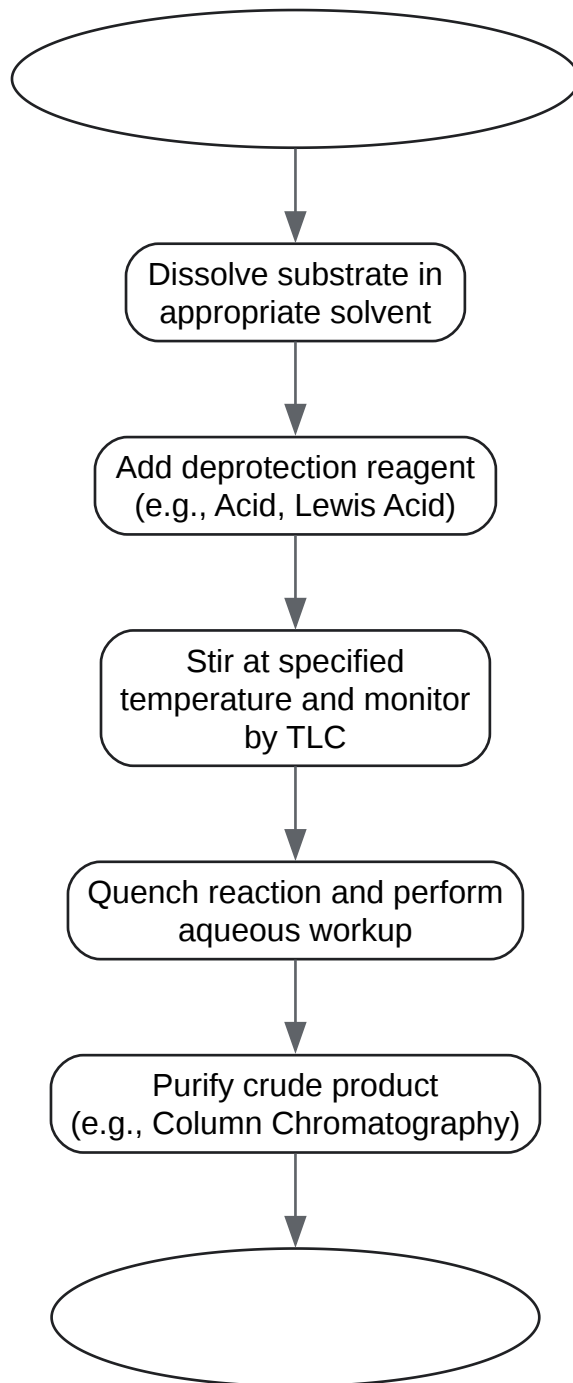 Dissolve substrate in
appropriate solvent
Add deprotection reagent
(e.g., Acid, Lewis Acid)
Stir at specified
temperature and monitor
by TLC
Quench reaction and perform
aqueous workup
Purify crude product
(e.g., Column Chromatography)